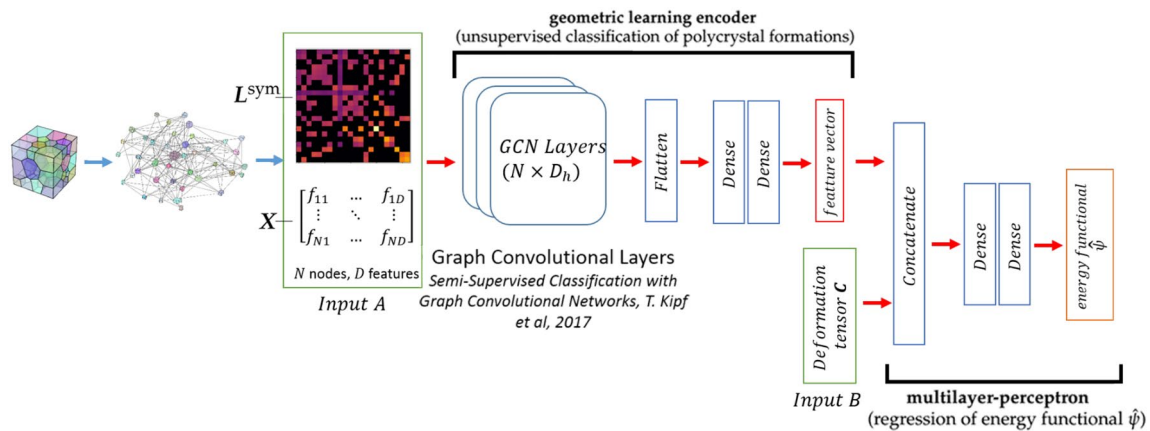 geometric learning encoder
(unsupervised classification of polycrystal formations)
L^sym
X
f_11 ... f_1D
⋮ ⋱ ⋮
f_N1 ... f_ND
N nodes, D features
Input A
GCN Layers
(N × D_h)
Graph Convolutional Layers
Semi-Supervised Classification with
Graph Convolutional Networks, T. Kipf
et al, 2017
Flatten
Dense
Dense
featture vector
Deformation
tensor C
Input B
Concatenate
Dense
Dense
energy functional
ψ̂
multilayer-perceptron
(regression of energy functional ψ̂)